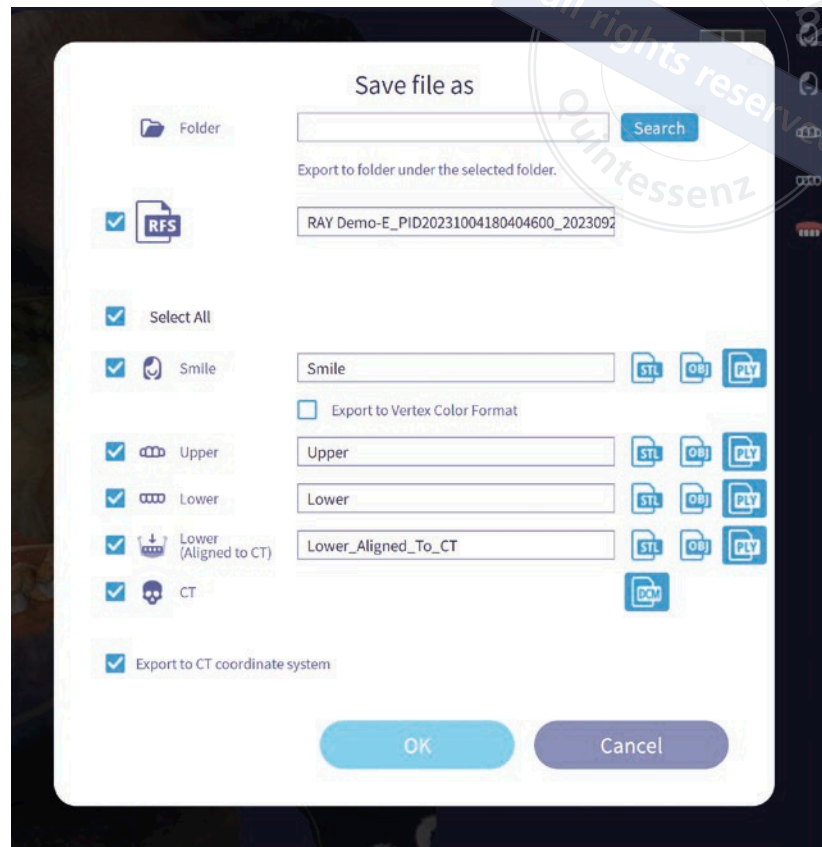 all rights reserved
Quintessenz
Save file as
Folder
Search
Export to folder under the selected folder.
RFS
RAY Demo-E_PID20231004180404600_2023092
Select All
Smile
Smile
STL OBJ PLY
Export to Vertex Color Format
Upper
Upper
STL OBJ PLY
Lower
Lower
STL OBJ PLY
Lower
(Aligned to CT)
Lower_Aligned_To_CT
STL OBJ PLY
CT
DCM
Export to CT coordinate system
OK
Cancel